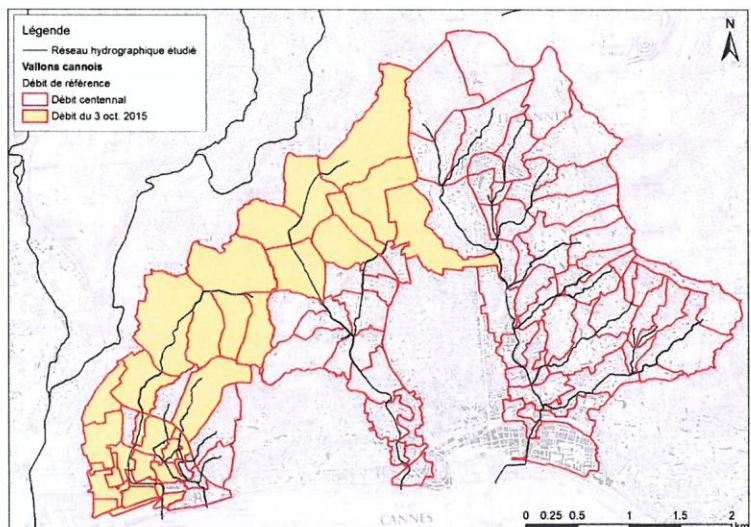 Légende
Réseau hydrographique étudié
Vallons cannois
Débit de référence
Débit centennal
Débit du 3 oct. 2015
N
CANNES
0 0.25 0.5 1 1.5 2